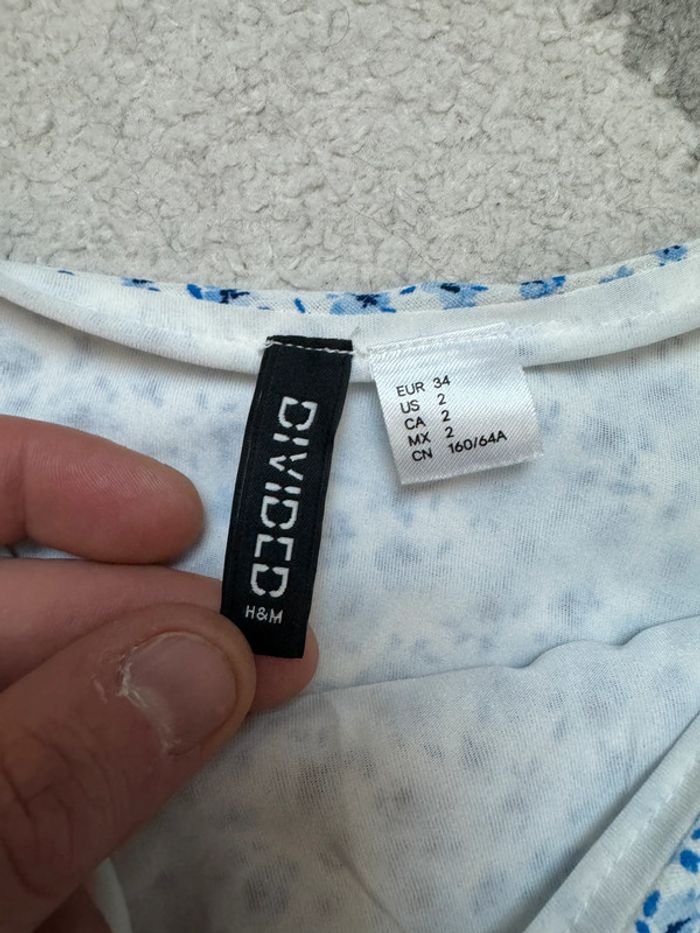 DIVIDED
H&M
EUR 34
US 2
CA 2
MX 2
CN 160/64A